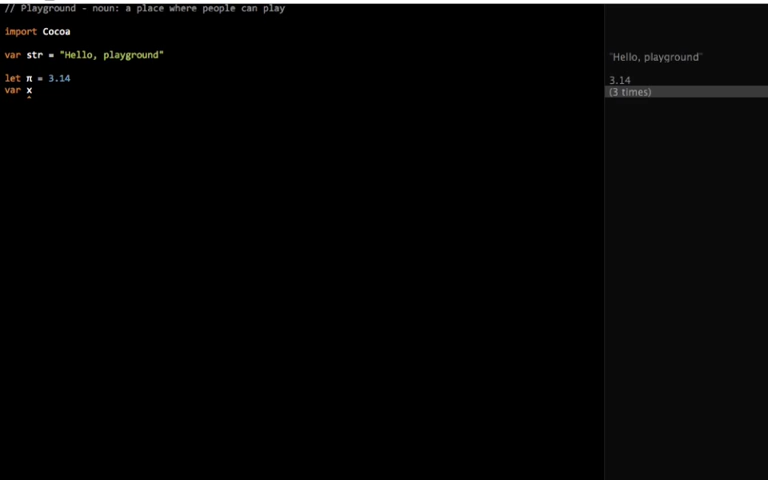 // Playground - noun: a place where people can play
import Cocoa
var str = "Hello, playground"
"Hello, playground"
let π = 3.14
3.14
var x
(3 times)